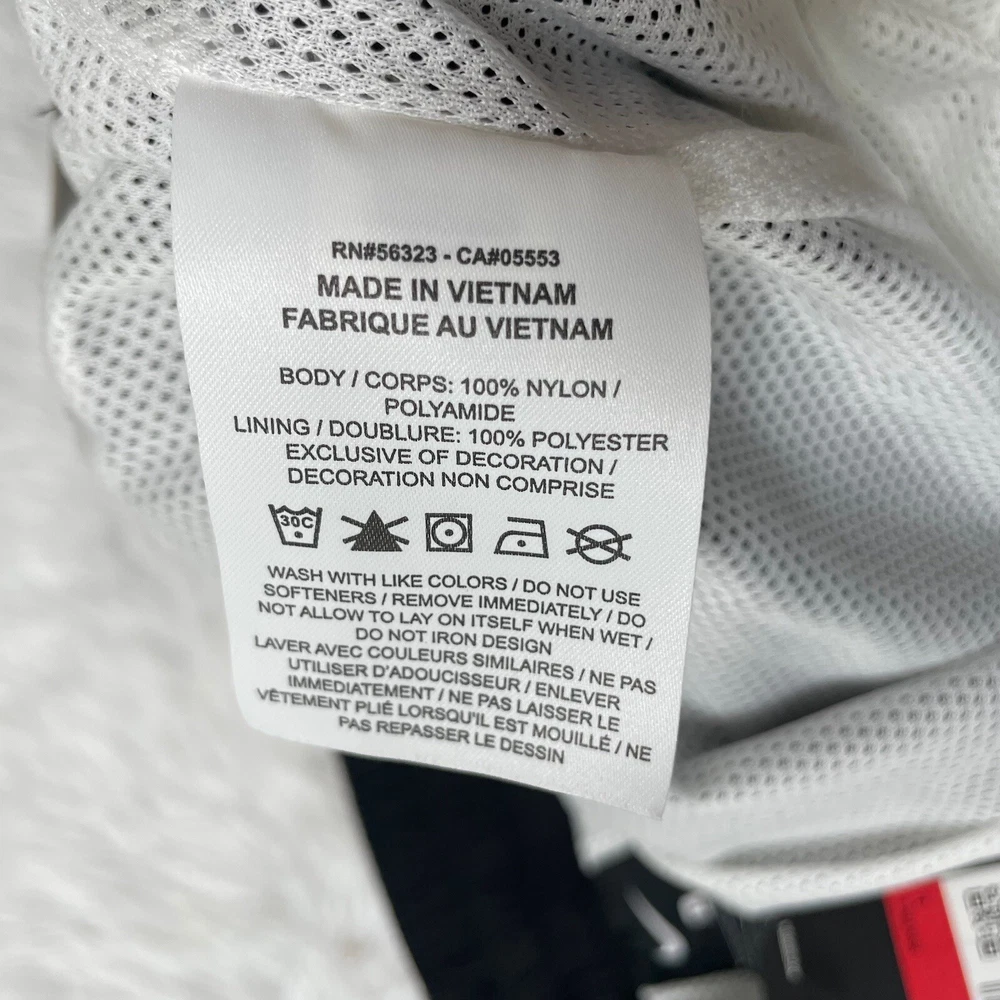 RN#56323 - CA#05553
MADE IN VIETNAM
FABRIQUE AU VIETNAM
BODY / CORPS: 100% NYLON /
POLYAMIDE
LINING / DOUBLURE: 100% POLYESTER
EXCLUSIVE OF DECORATION /
DECORATION NON COMPRISE
30C
WASH WITH LIKE COLORS / DO NOT USE
SOFTENERS / REMOVE IMMEDIATELY / DO
NOT ALLOW TO LAY ON ITSELF WHEN WET /
DO NOT IRON DESIGN
LAVER AVEC COULEURS SIMILAIRES / NE PAS
UTILISER D'ADOUCISSEUR / ENLEVER
IMMEDIATEMENT / NE PAS LAISSER LE
VÊTEMENT PLIÉ LORSQU'IL EST MOUILLÉ / NE
PAS REPASSER LE DESSIN